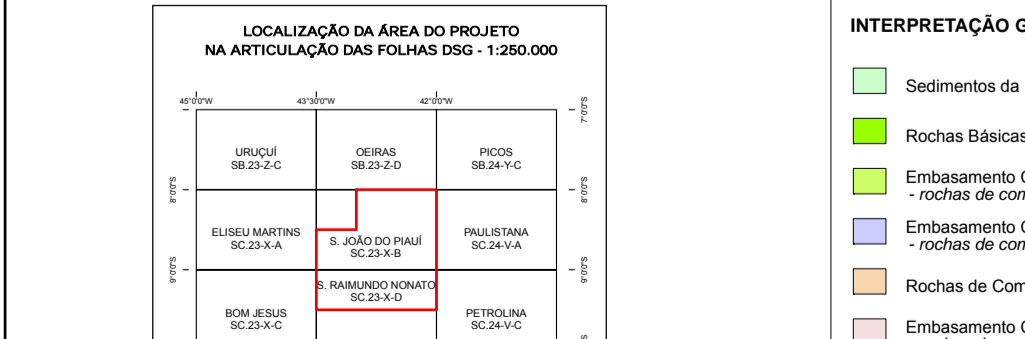 LOCALIZAÇÃO DA ÁREA DO PROJETO
NA ARTICULAÇÃO DAS FOLHAS DSG - 1:250.000
45°0'0"W 43°30'0"W 42°0'0"W
7°0'0"S
URUÇUÍ
SB.23-Z-C
OEIRAS
SB.23-Z-D
PICOS
SB.24-Y-C
8°0'0"S 8°0'0"S
ELISEU MARTINS
SC.23-X-A
S. JOÃO DO PIAUÍ
SC.23-X-B
PAULISTANA
SC.24-V-A
9°0'0"S 9°0'0"S
S. RAIMUNDO NONATO
SC.23-X-D
BOM JESUS
SC.23-X-C
PETROLINA
SC.24-V-C
INTERPRETAÇÃO G
Sedimentos da
Rochas Básicas
Embasamento
- rochas de com
Embasamento
- rochas de com
Rochas de Com
Embasamento